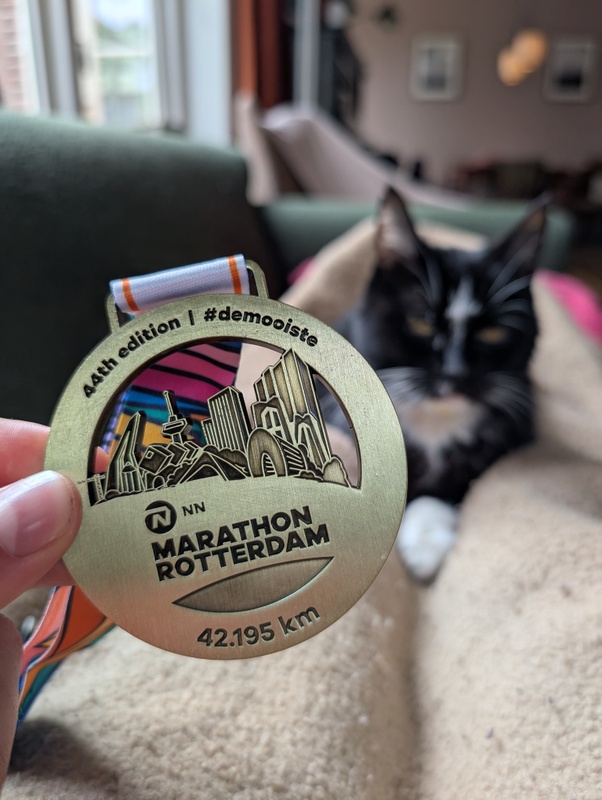 44th edition | #demooiste
NN
MARATHON
ROTTERDAM
42.195 km